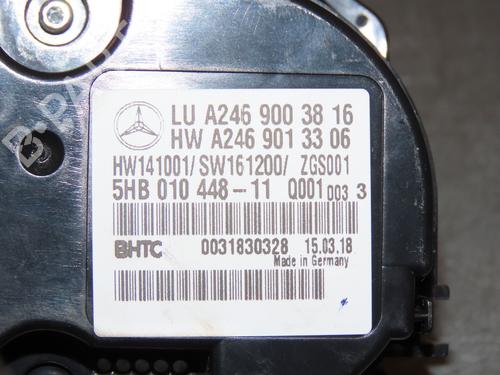 LU A246 900 38 16
HW A246 901 33 06
HW141001/SW161200/ ZGS001
5HB 010 448-11 Q001 003 3
BHTC 0031830328 15.03.18
Made in Germany